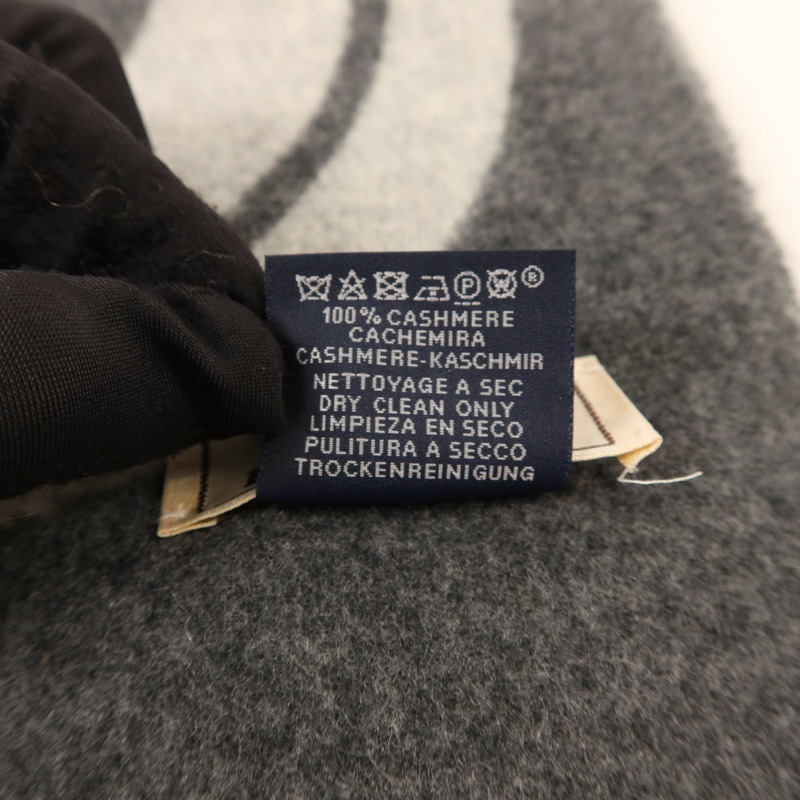 ®
100% CASHMERE
CACHEMIRA
CASHMERE-KASCHMIR
NETTOYAGE A SEC
DRY CLEAN ONLY
LIMPIEZA EN SECO
PULITURA A SECCO
TROCKENREINIGUNG